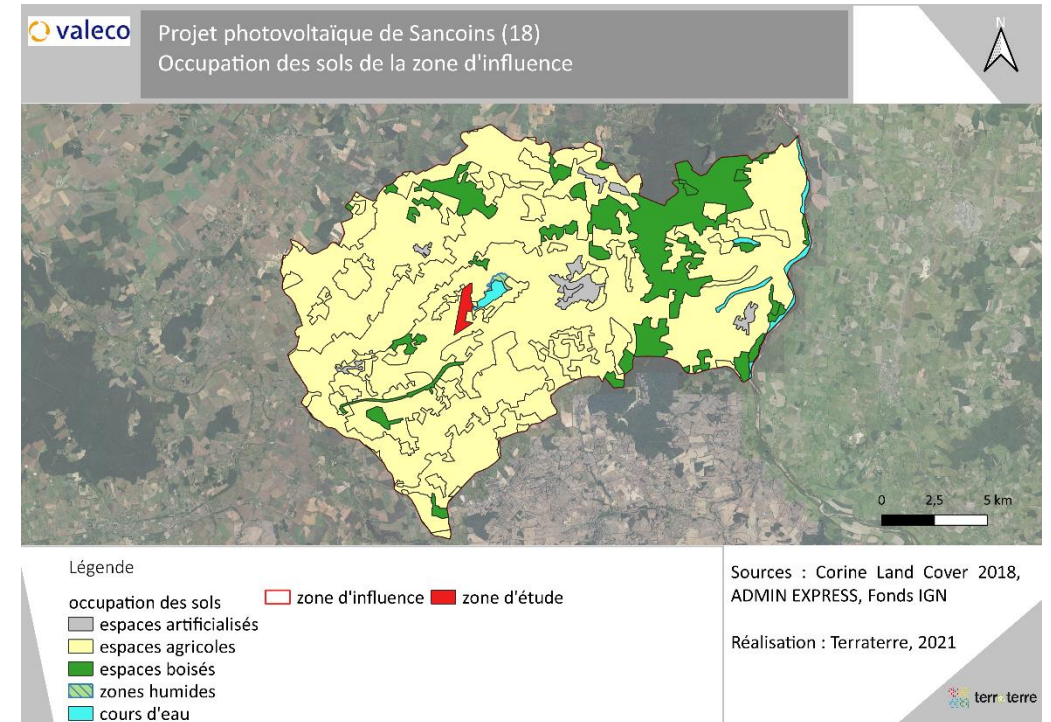 valeco
Projet photovoltaïque de Sancoins (18)
Occupation des sols de la zone d'influence
N
0 2,5 5 km
Légende
occupation des sols
zone d'influence
zone d'étude
espaces artificialisés
espaces agricoles
espaces boisés
zones humides
cours d'eau
Sources : Corine Land Cover 2018,
ADMIN EXPRESS, Fonds IGN
Réalisation : Terraterre, 2021
terraterre